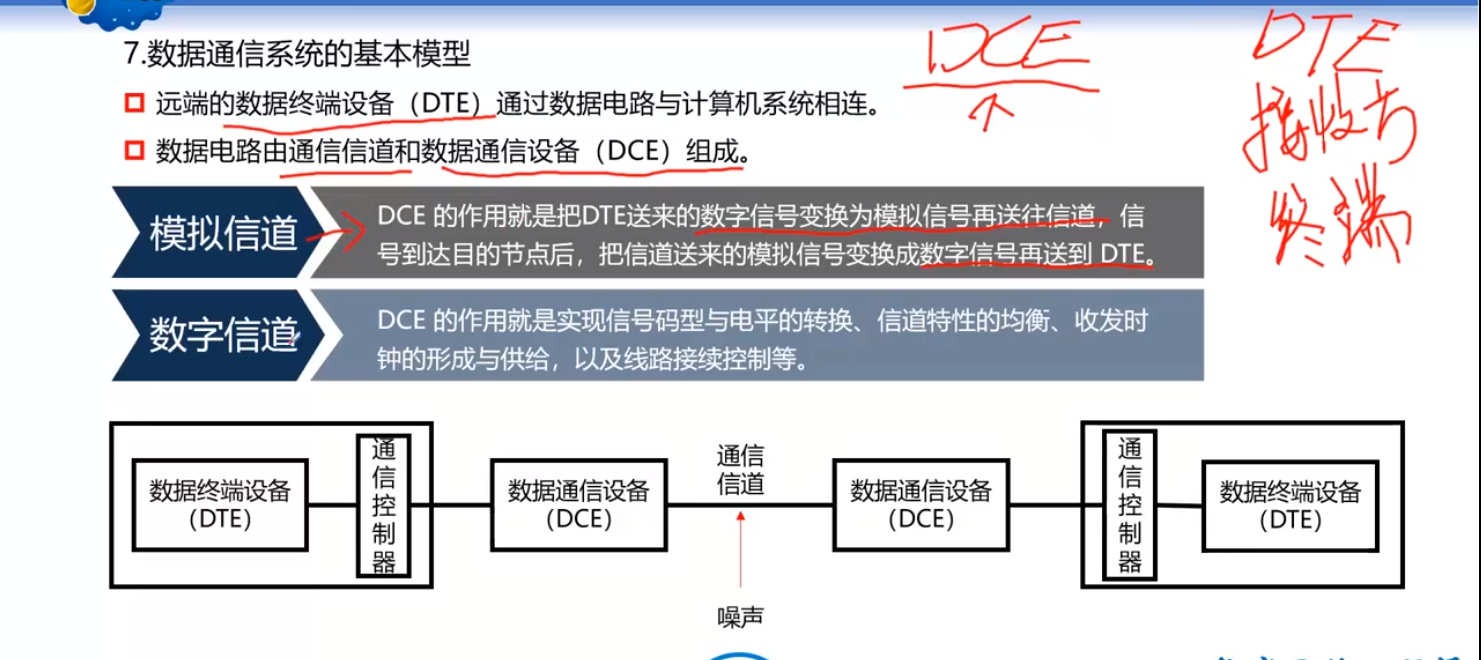 7.数据通信系统的基本模型
DCE
DTE
接收方
终端
远端的数据终端设备（DTE）通过数据电路与计算机系统相连。
数据电路由通信信道和数据通信设备（DCE）组成。
模拟信道
DCE 的作用就是把DTE送来的数字信号变换为模拟信号再送往信道，信
号到达目的节点后，把信道送来的模拟信号变换成数字信号再送到 DTE。
数字信道
DCE 的作用就是实现信号码型与电平的转换、信道特性的均衡、收发时
钟的形成与供给，以及线路接续控制等。
数据终端设备
（DTE）
通信控制器
数据通信设备
（DCE）
通信
信道
噪声
数据通信设备
（DCE）
通信控制器
数据终端设备
（DTE）